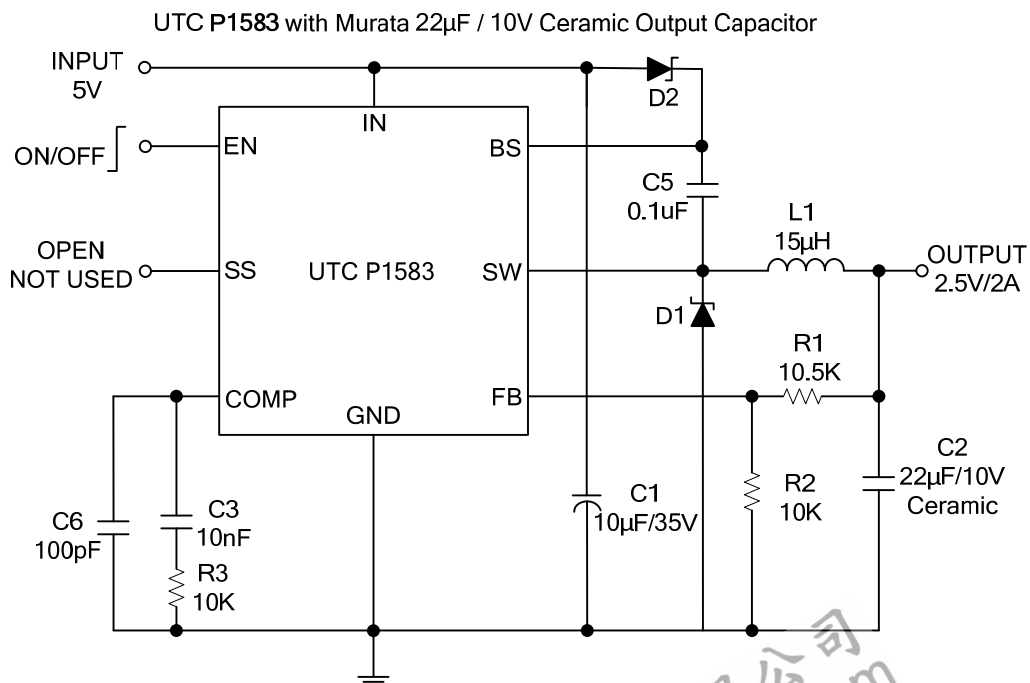 UTC P1583 with Murata 22µF / 10V Ceramic Output Capacitor
INPUT
5V
D2
IN
ON/OFF
EN
BS
C5
0.1uF
L1
15µH
OPEN
NOT USED
SS
UTC P1583
SW
OUTPUT
2.5V/2A
D1
R1
10.5K
COMP
FB
GND
C2
22µF/10V
Ceramic
R2
10K
C1
10µF/35V
C6
100pF
C3
10nF
R3
10K
公司